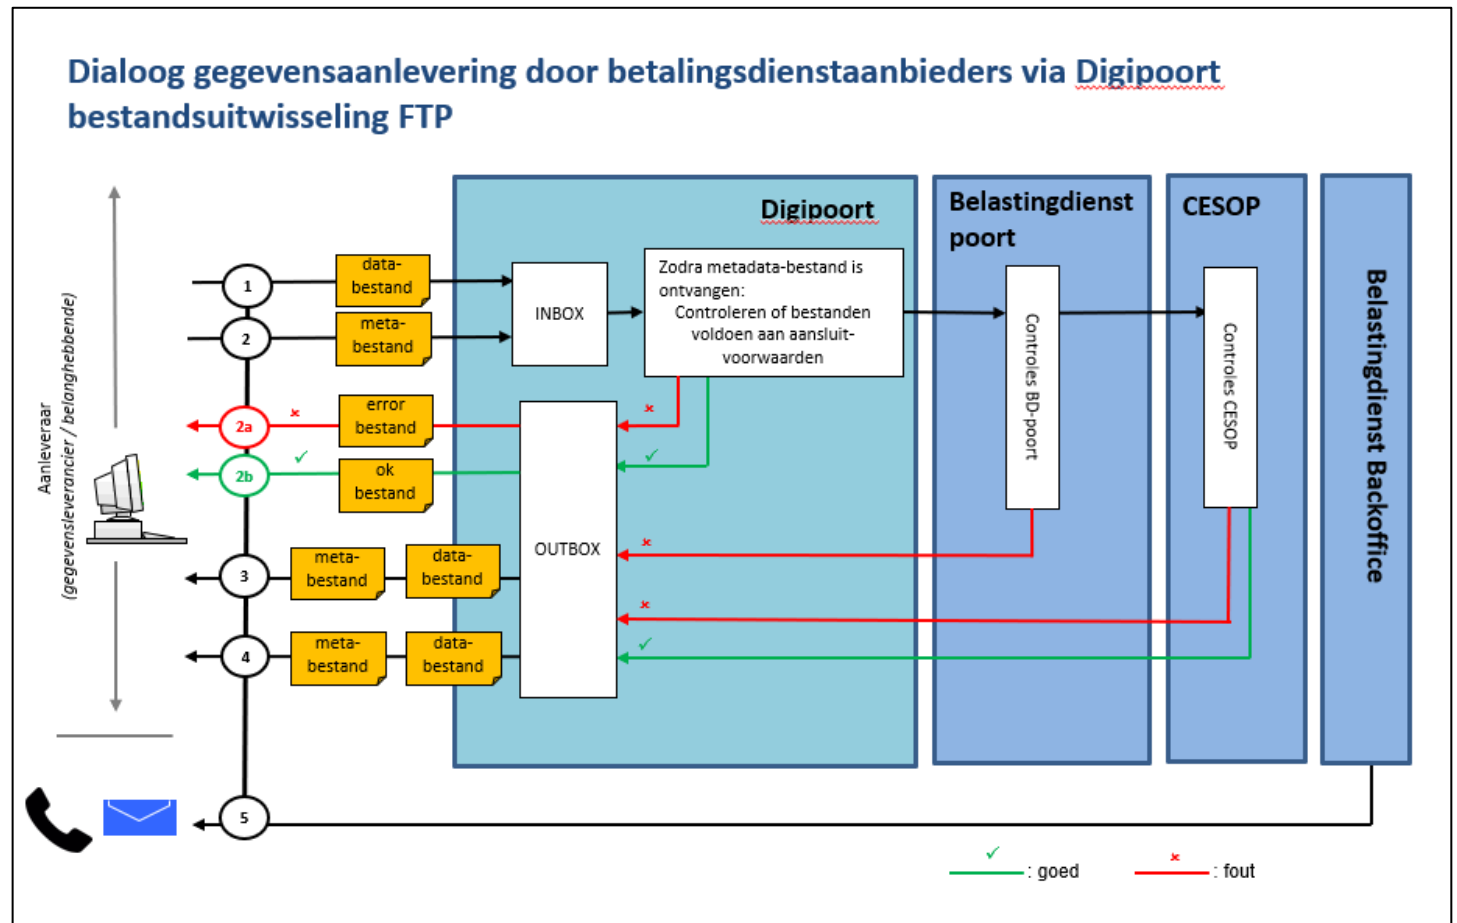 Dialoog gegevensaanlevering door betalingsdienstaanbieders via Digipoort
bestandsuitwisseling FTP
Digipoort
Belastingdienst
poort
CESOP
Belastingdienst Backoffice
Aanleveraar
(gegevensleverancier / belanghebbende)
1
data-
bestand
2
meta-
bestand
INBOX
Zodra metadata-bestand is
ontvangen:
Controleren of bestanden
voldoen aan aansluit-
voorwaarden
Controles BD-poort
Controles CESOP
2a
error
bestand
2b
ok
bestand
OUTBOX
3
meta-
bestand
data-
bestand
4
meta-
bestand
data-
bestand
5
: goed
: fout